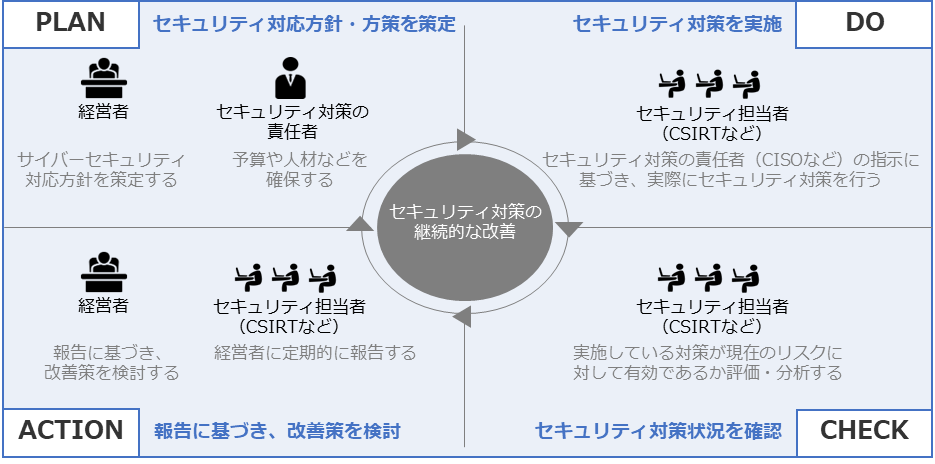 PLAN
セキュリティ対応方針・方策を策定
経営者
サイバーセキュリティ
対応方針を策定する
セキュリティ対策の
責任者
予算や人材などを
確保する
セキュリティ対策を実施
DO
セキュリティ担当者
（CSIRTなど）
セキュリティ対策の責任者（CISOなど）の指示に
基づき、実際にセキュリティ対策を行う
セキュリティ対策の
継続的な改善
経営者
報告に基づき、
改善策を検討する
セキュリティ担当者
（CSIRTなど）
経営者に定期的に報告する
ACTION
報告に基づき、改善策を検討
セキュリティ担当者
（CSIRTなど）
実施している対策が現在のリスクに
対して有効であるか評価・分析する
セキュリティ対策状況を確認
CHECK